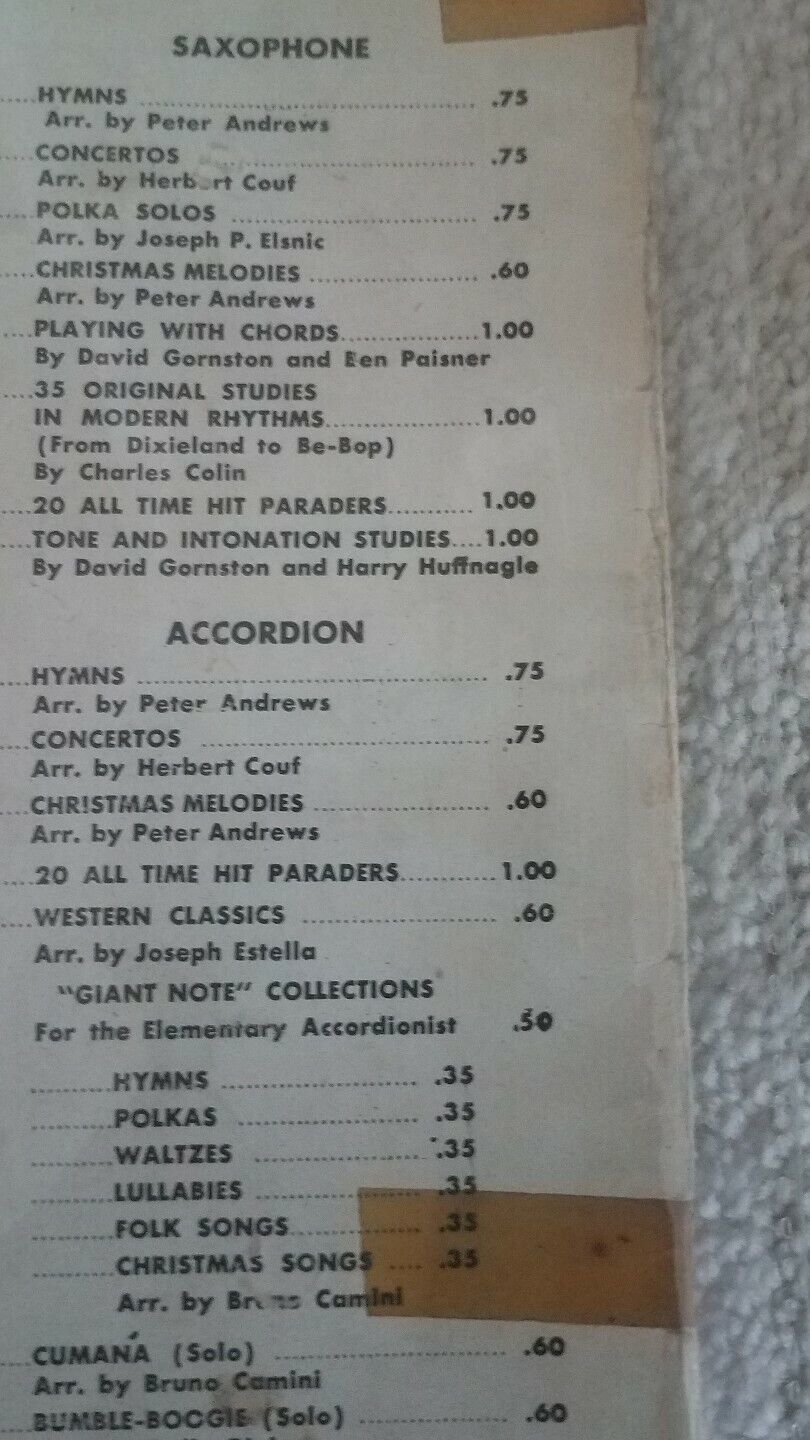 SAXOPHONE
.....HYMNS ................................................ .75
Arr. by Peter Andrews
.....CONCERTOS ................................ .75
Arr. by Herb rt Couf
.....POLKA SOLOS ................................... .75
Arr. by Joseph P. Elsnic
.....CHRISTMAS MELODIES ........................ .60
Arr. by Peter Andrews
....PLAYING WITH CHORDS...................1.00
By David Gornston and Een Paisner
....35 ORIGINAL STUDIES
IN MODERN RHYTHMS.....................1.00
(From Dixieland to Be-Bop)
By Charles Colin
....20 ALL TIME HIT PARADERS............ 1.00
....TONE AND INTONATION STUDIES....1.00
By David Gornston and Harry Huffnagle
ACCORDION
....HYMNS ................................................ .75
Arr. by Peter Andrews
....CONCERTOS ....................................... .75
Arr. by Herbert Couf
....CHRISTMAS MELODIES ........................ .60
Arr. by Peter Andrews
....20 ALL TIME HIT PARADERS............1.00
....WESTERN CLASSICS ........................... .60
Arr. by Joseph Estella
"GIANT NOTE" COLLECTIONS
For the Elementary Accordionist .50
..........HYMNS ........................... .35
..........POLKAS ......................... .35
..........WALTZES ....................... .35
..........LULLABIES ...................... .35
..........FOLK SONGS.................. .35
..........CHRISTMAS SONGS .... .35
Arr. by Bruno Camini
....CUMANA (Solo) ................................ .60
Arr. by Bruno Camini
....BUMBLE-BOOGIE (Solo) ..................... .60